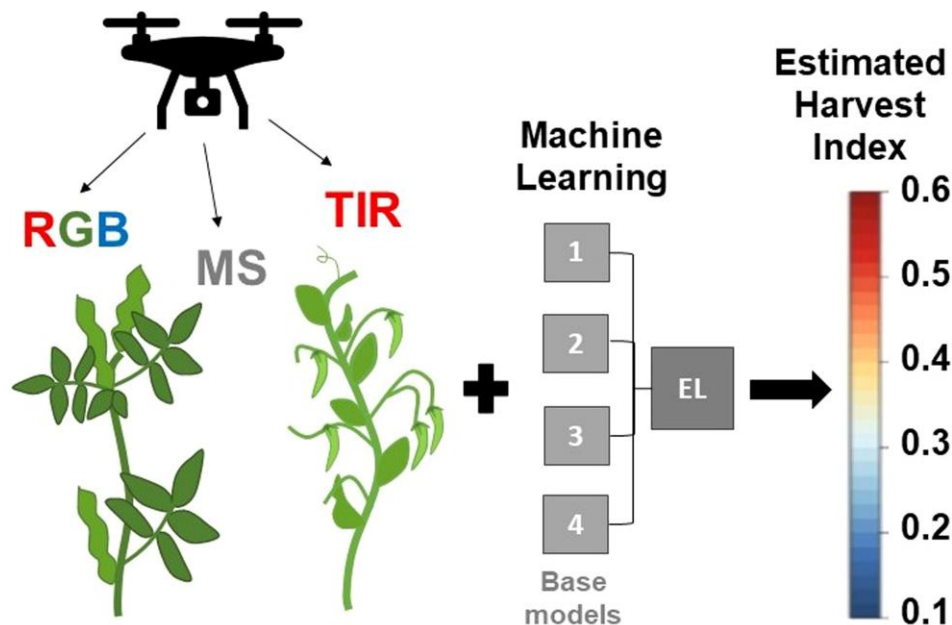 RGB
MS
TIR
Machine
Learning
1
2
3
4
EL
Base
models
Estimated
Harvest
Index
0.6
0.5
0.4
0.3
0.2
0.1